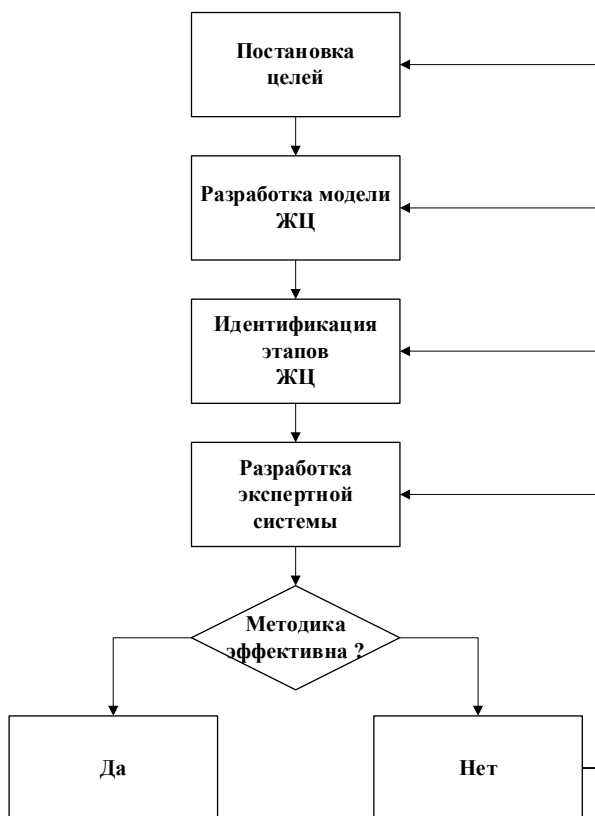 Постановка
целей
Разработка модели
ЖЦ
Идентификация
этапов
ЖЦ
Разработка
экспертной
системы
Методика
эффективна ?
Да
Нет